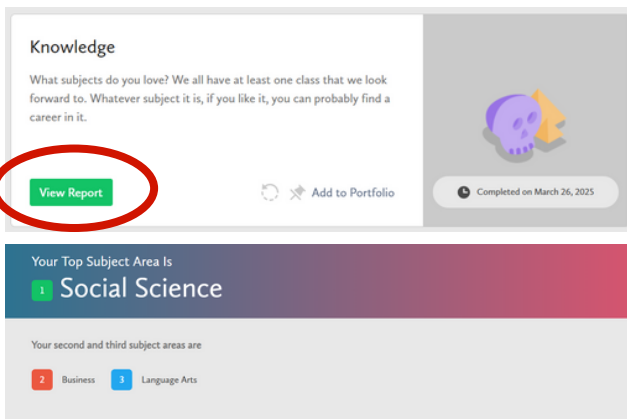 Knowledge
What subjects do you love? We all have at least one class that we look
forward to. Whatever subject it is, if you like it, you can probably find a
career in it.
View Report
Add to Portfolio
Completed on March 26, 2025
Your Top Subject Area Is
1 Social Science
Your second and third subject areas are
2 Business 3 Language Arts